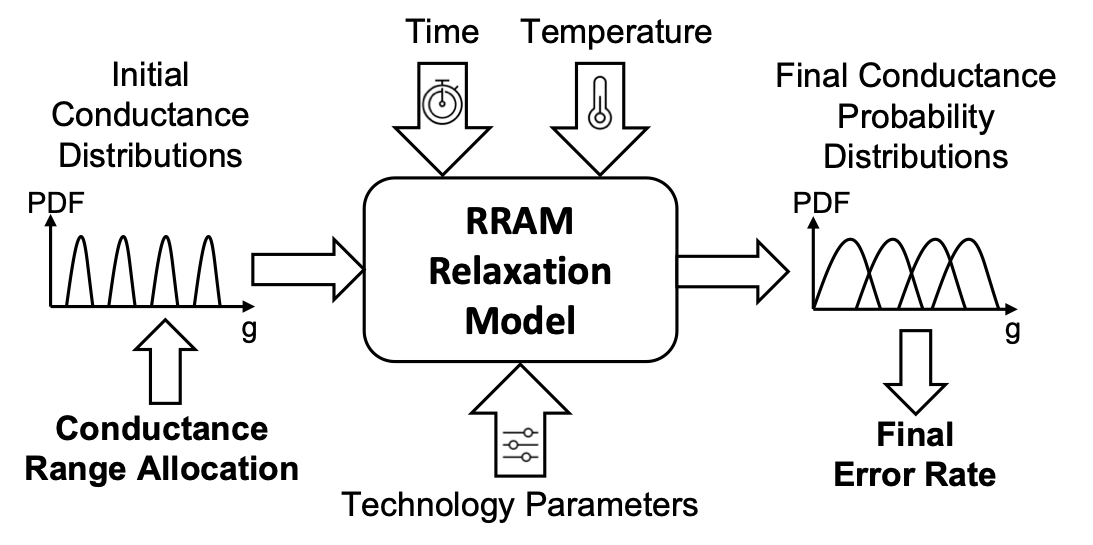 Time
Temperature
Initial
Conductance
Distributions
Final Conductance
Probability
Distributions
PDF
g
RRAM
Relaxation
Model
PDF
g
Conductance
Range Allocation
Technology Parameters
Final
Error Rate